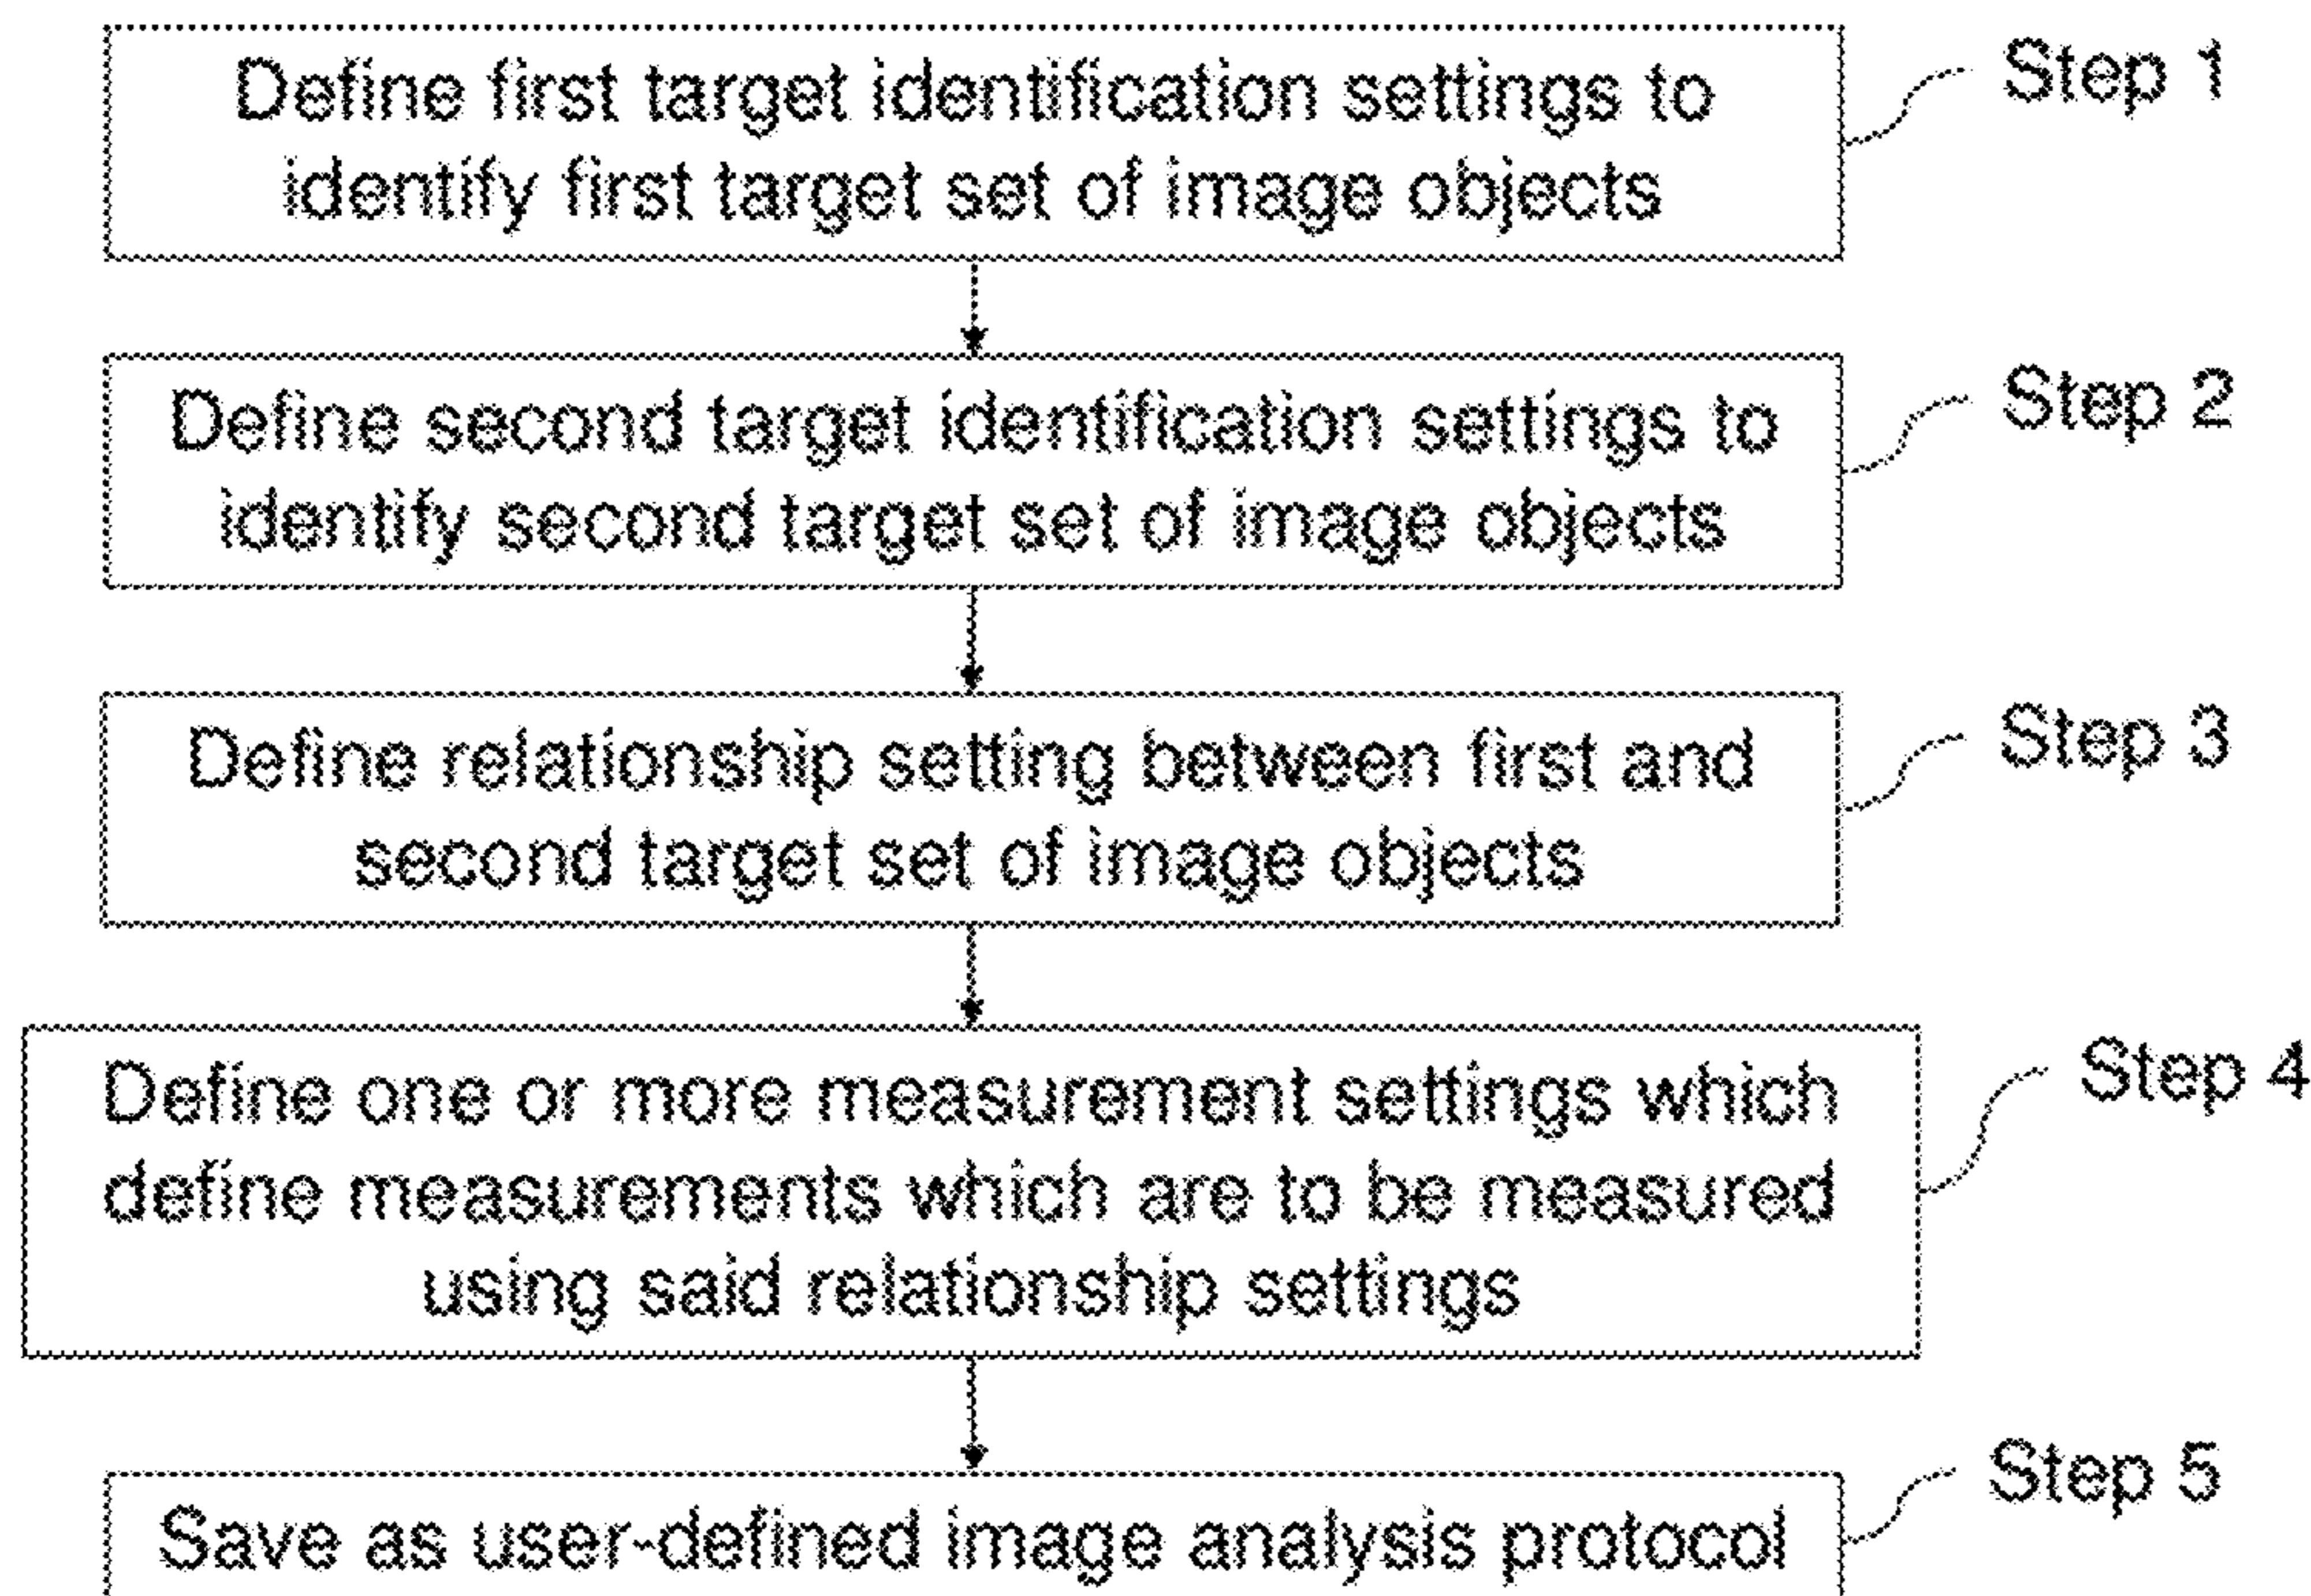 Define first target identification settings to
identify first target set of image objects
Step 1
Define second target identification settings to
identify second target set of image objects
Step 2
Define relationship setting between first and
second target set of image objects
Step 3
Define one or more measurement settings which
define measurements which are to be measured
using said relationship settings
Step 4
Save as user-defined image analysis protocol
Step 5